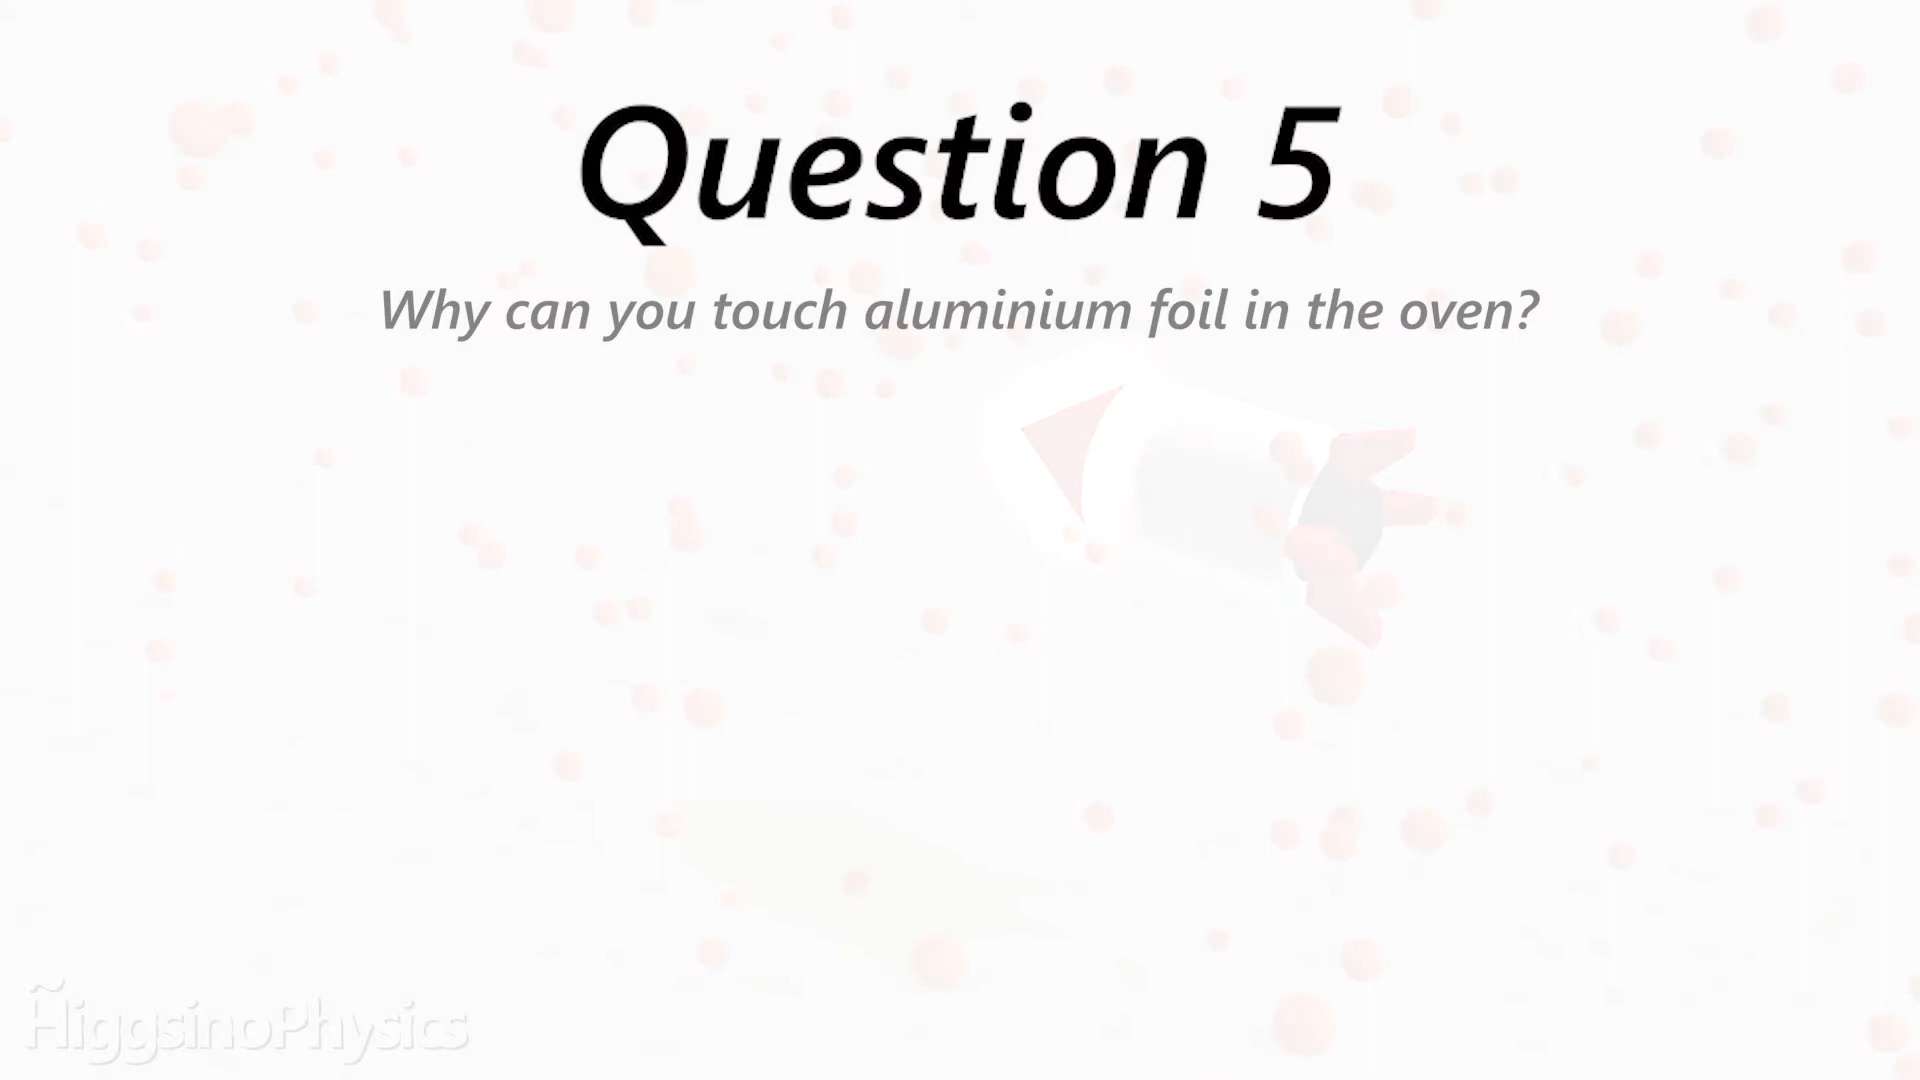 Question 5
Why can you touch aluminium foil in the oven?
HiggsinoPhysics